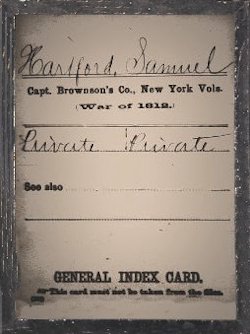 Hartford, Samuel
Capt. Brownson's Co., New York Vols.
(War of 1812.)
Private Private
See also
GENERAL INDEX CARD.
This card must not be taken from the files.